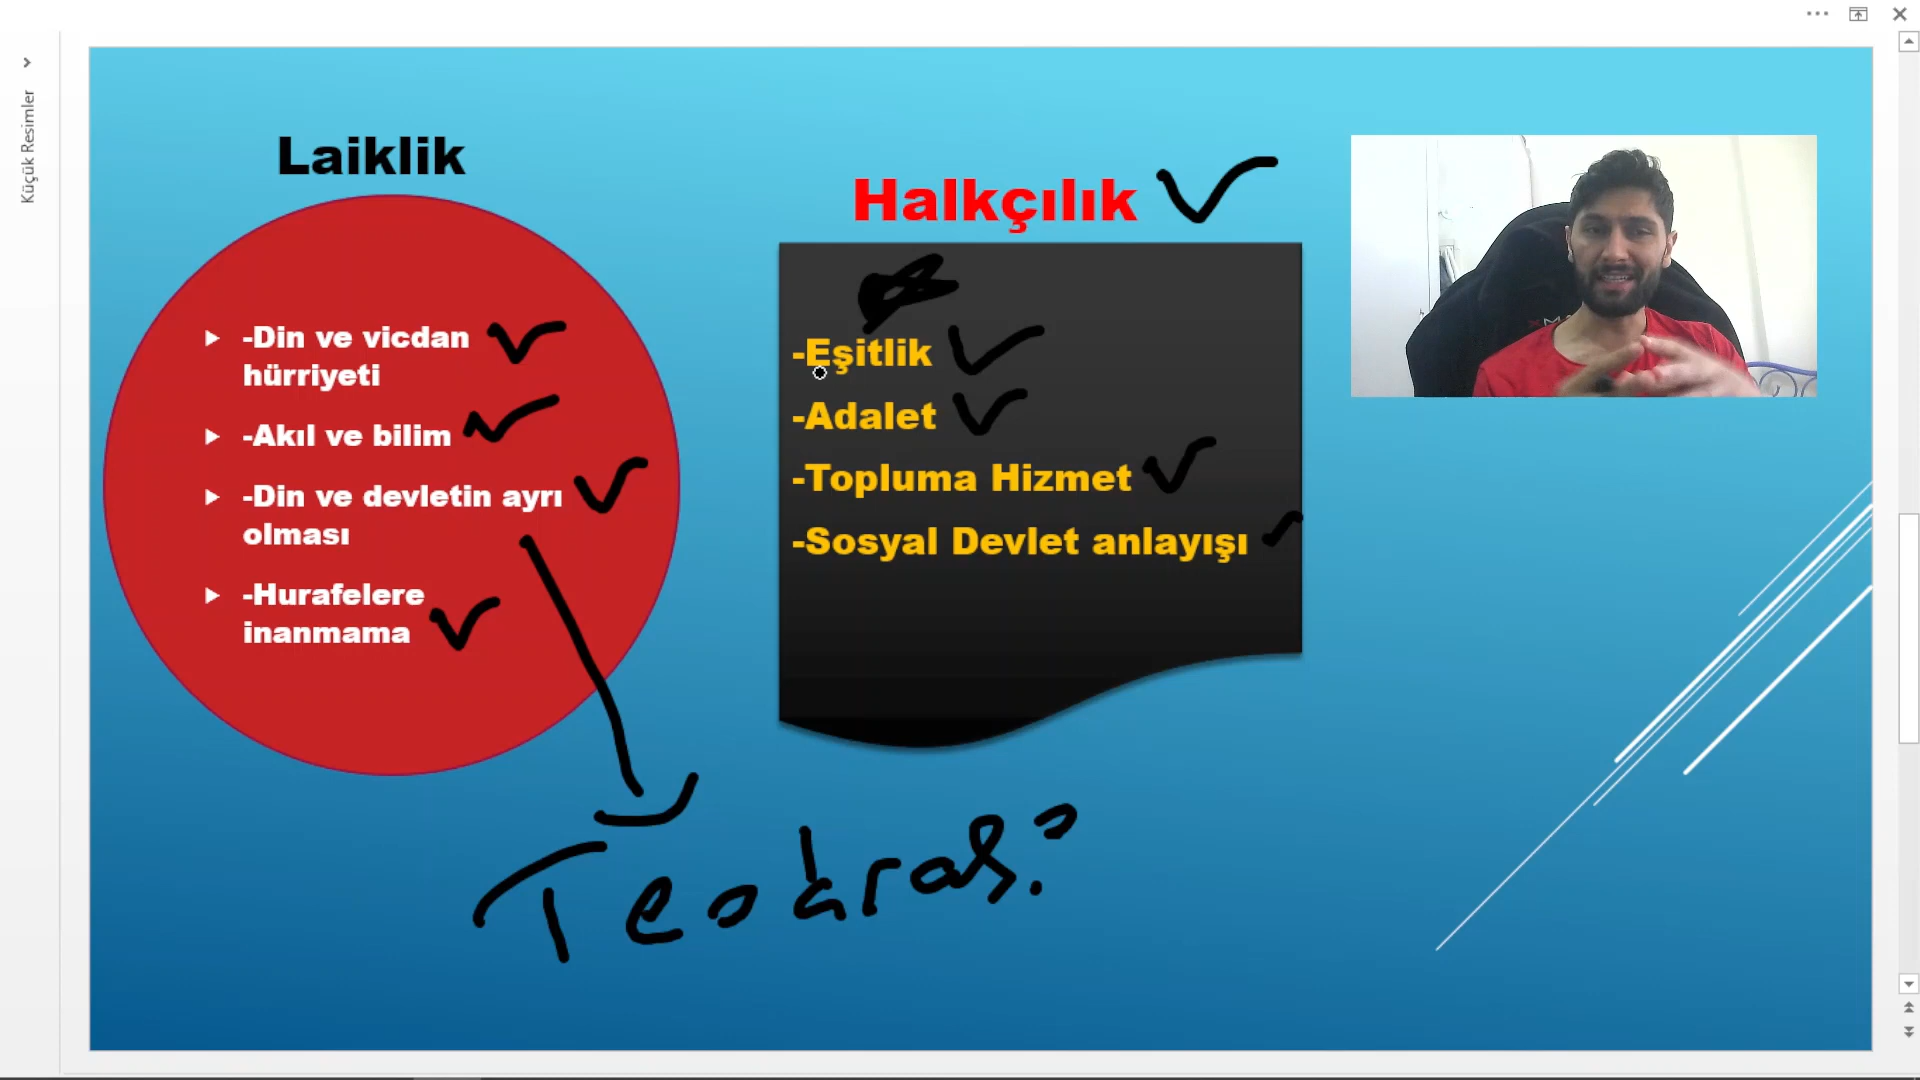 Küçük Resimler
Laiklik
-Din ve vicdan
hürriyeti
-Akıl ve bilim
-Din ve devletin ayrı
olması
-Hurafelere
inanmama
Halkçılık
-Eşitlik
-Adalet
-Topluma Hizmet
-Sosyal Devlet anlayışı